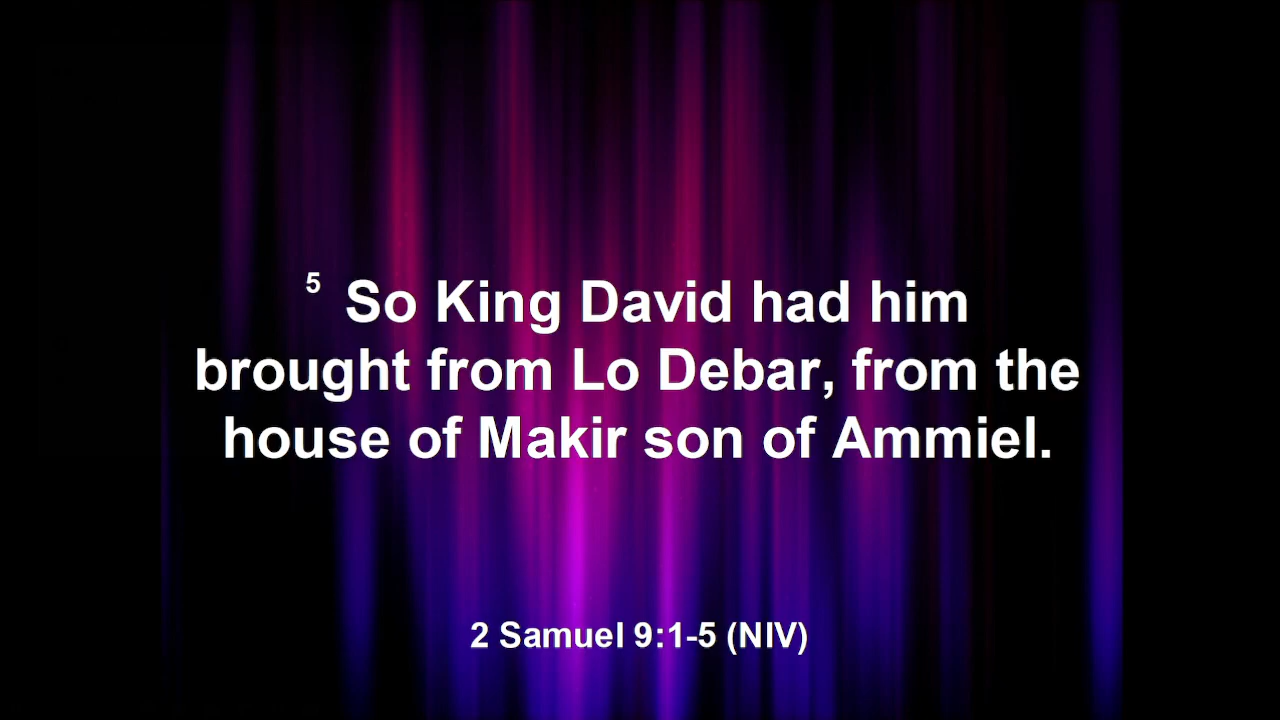 5 So King David had him
brought from Lo Debar, from the
house of Makir son of Ammiel.
2 Samuel 9:1-5 (NIV)